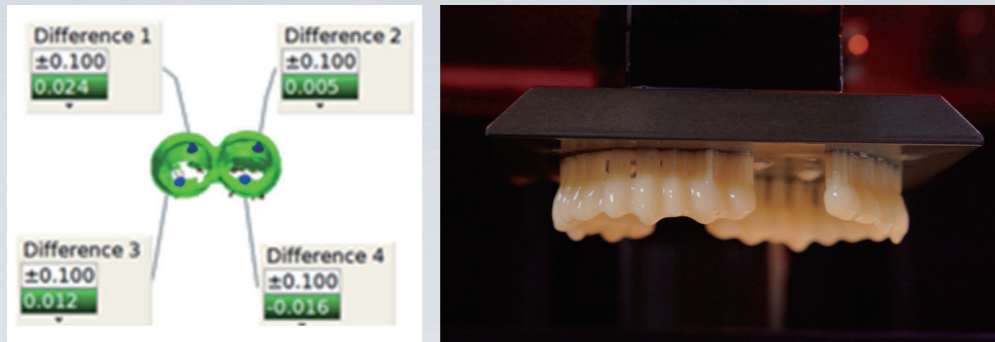 Difference 1
±0.100
0.024
Difference 2
±0.100
0.005
Difference 3
±0.100
0.012
Difference 4
±0.100
-0.016